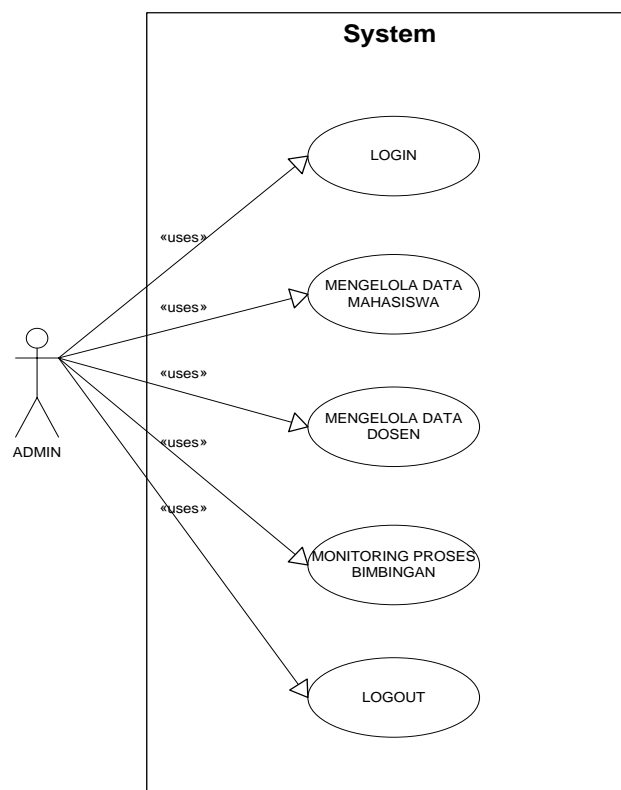 System
LOGIN
«uses»
MENGELOLA DATA
MAHASISWA
«uses»
«uses»
MENGELOLA DATA
DOSEN
ADMIN
«uses»
MONITORING PROSES
BIMBINGAN
«uses»
LOGOUT